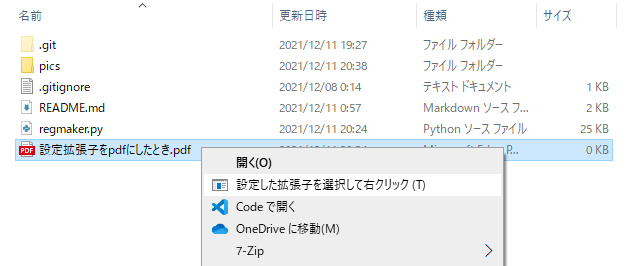 名前 更新日時 種類 サイズ
.git 2021/12/11 19:27 ファイル フォルダー
pics 2021/12/11 20:38 ファイル フォルダー
.gitignore 2021/12/08 0:14 テキスト ドキュメント 1 KB
README.md 2021/12/11 0:57 Markdown ソース フ... 2 KB
regmaker.py 2021/12/11 20:24 Python ソース ファイル 25 KB
設定拡張子をpdfにしたとき.pdf 0 KB
開く(O)
設定した拡張子を選択して右クリック (T)
Code で開く
OneDrive に移動(M)
7-Zip